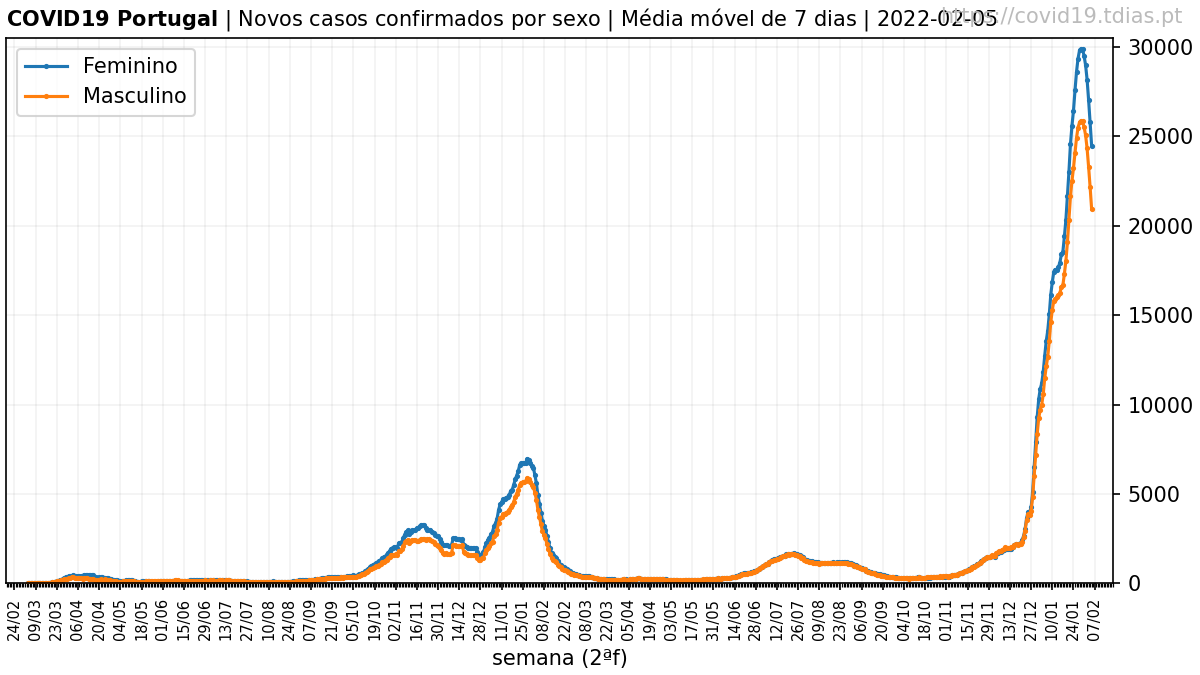 COVID19 Portugal | Novos casos confirmados por sexo | Média móvel de 7 dias | 2022-02-05
https://covid19.tdias.pt
Feminino
Masculino
30000
25000
20000
15000
10000
5000
0
24/02 09/03 23/03 06/04 20/04 04/05 18/05 01/06 15/06 29/06 13/07 27/07 10/08 24/08 07/09 21/09 05/10 19/10 02/11 16/11 30/11 14/12 28/12 11/01 25/01 08/02 22/02 08/03 22/03 05/04 19/04 03/05 17/05 31/05 14/06 28/06 12/07 26/07 09/08 23/08 06/09 20/09 04/10 18/10 01/11 15/11 29/11 13/12 27/12 10/01 24/01 07/02
semana (2ªf)